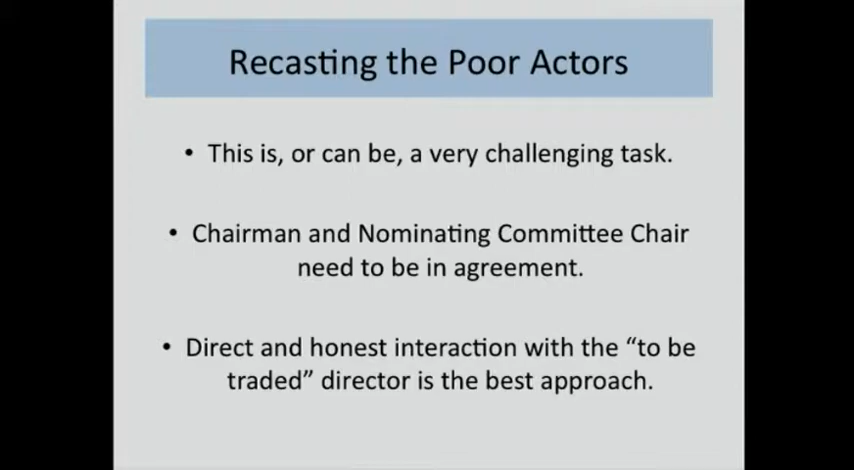 Recasting the Poor Actors
• This is, or can be, a very challenging task.
• Chairman and Nominating Committee Chair
need to be in agreement.
• Direct and honest interaction with the “to be
traded” director is the best approach.